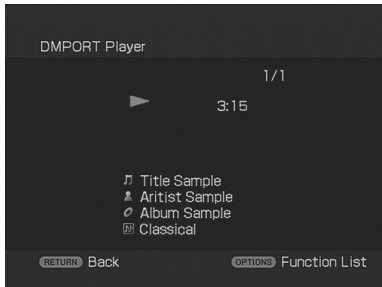 DMPORT Player
1/1
3:15
Title Sample
Aritist Sample
Album Sample
Classical
RETURN Back
OPTIONS Function List